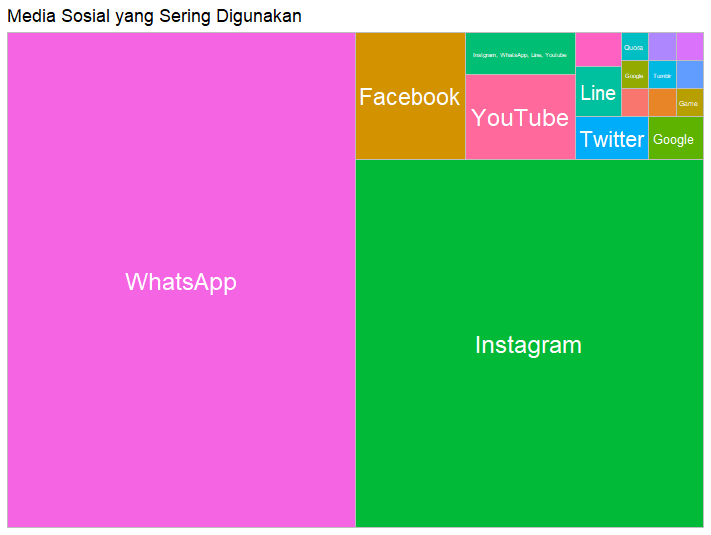 Media Sosial yang Sering Digunakan
WhatsApp
Facebook
Instagram, WhatsApp, Line, Youtube
YouTube
Line
Twitter
Quora
Google
Tumblr
Game
Google
Instagram